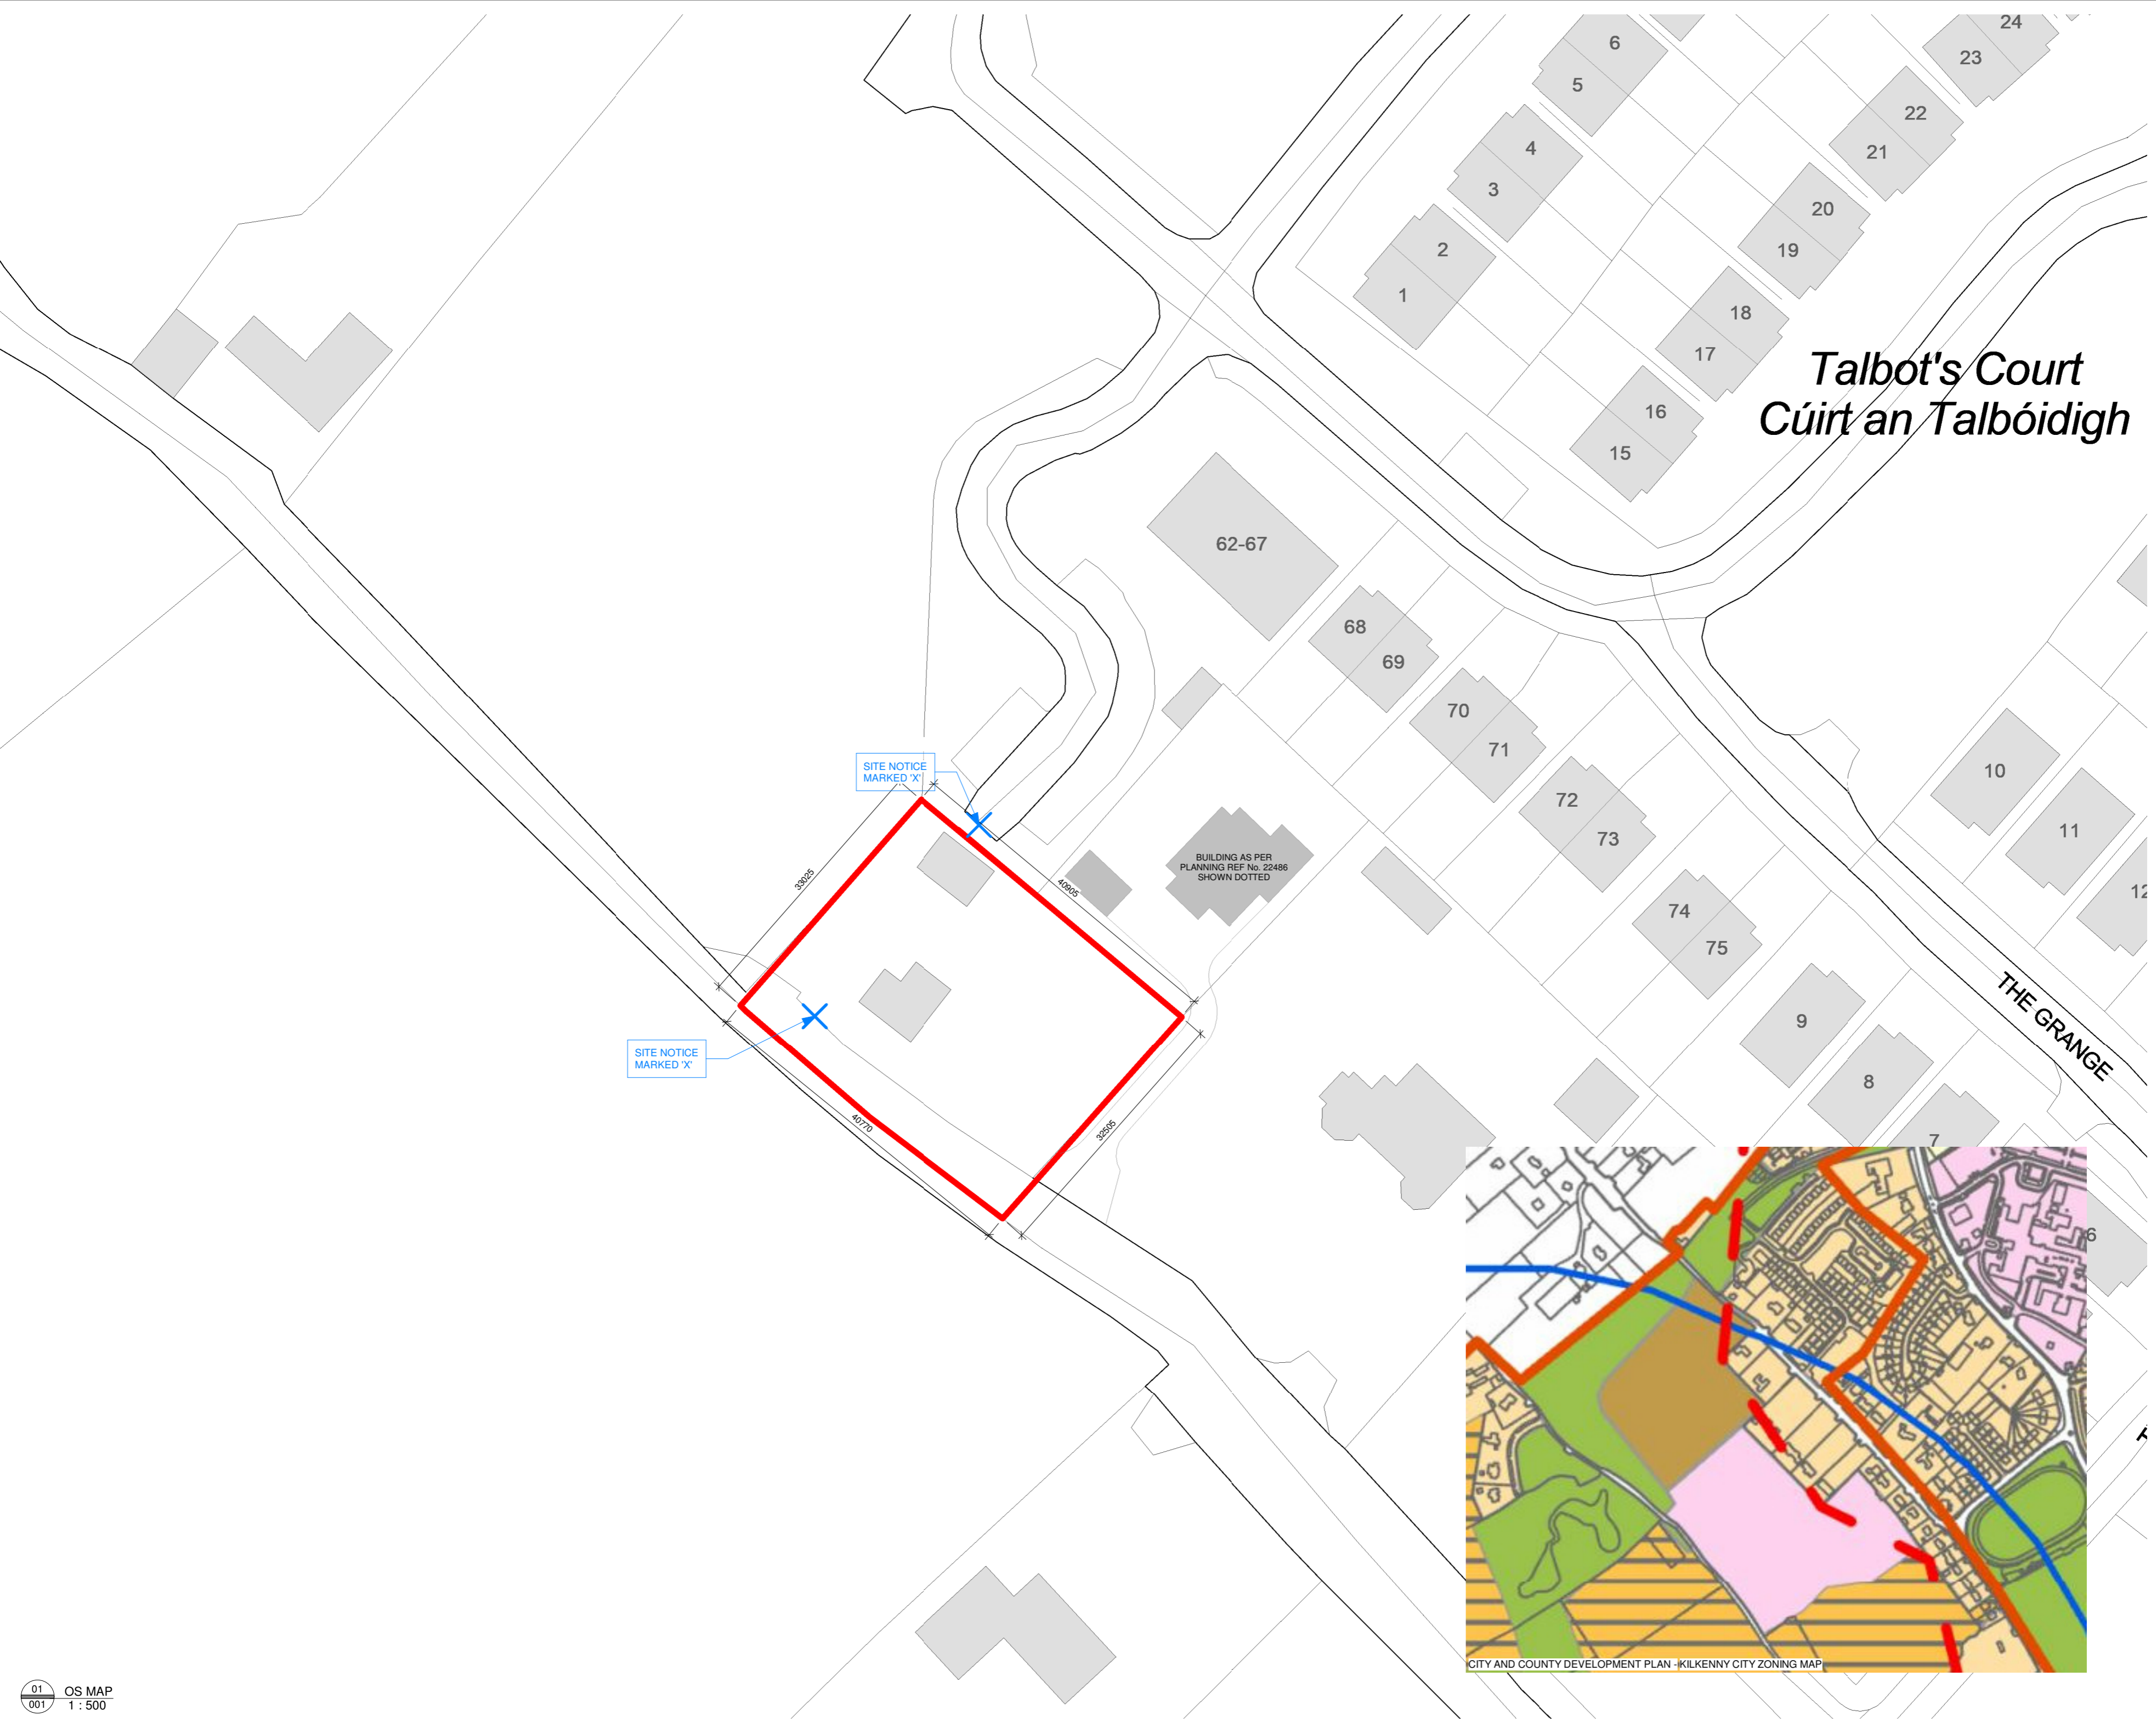 24
23
6
5
22
21
4
3
20
19
2
1
18
17
Talbot's Court
Cúirt an Talbóidigh
16
15
62-67
68
69
70
71
72
73
74
75
10
11
12
9
8
7
6
THE GRANGE
SITE NOTICE
MARKED 'X'
BUILDING AS PER
PLANNING REF No. 22486
SHOWN DOTTED
33025
40905
SITE NOTICE
MARKED 'X'
40770
32505
CITY AND COUNTY DEVELOPMENT PLAN - KILKENNY CITY ZONING MAP
01
001
OS MAP
1 : 500